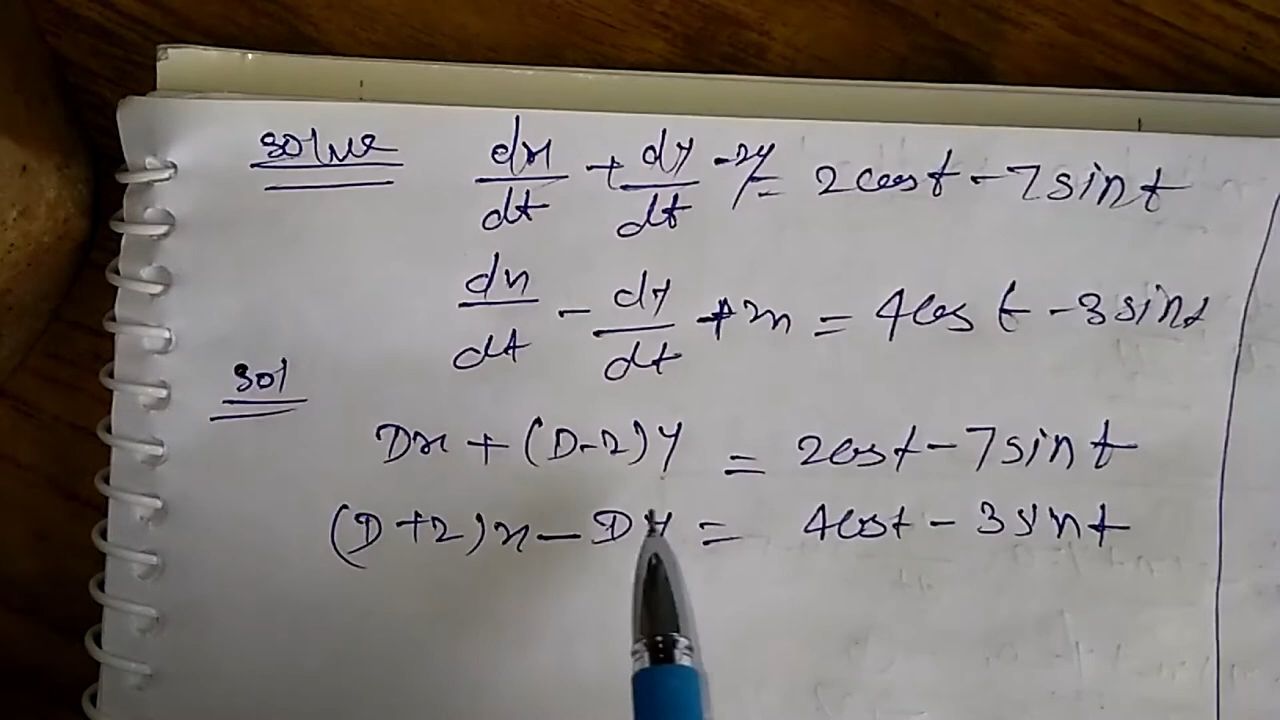 solve dx/dt + dy/dt -2y = 2cost - 7sint
dx/dt - dy/dt + 2x = 4cost - 3sint
sol
Dx + (D-2)y = 2cost - 7sint
(D+2)x - Dy = 4cost - 3sint